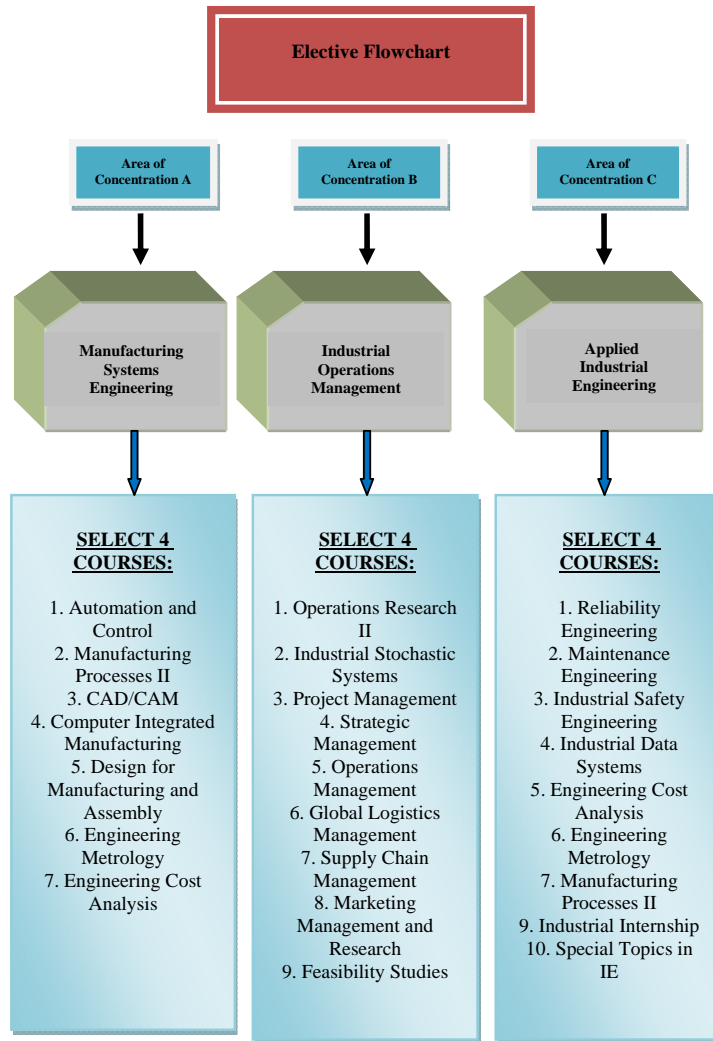 Elective Flowchart
Area of
Concentration A
Area of
Concentration B
Area of
Concentration C
Manufacturing
Systems
Engineering
Industrial
Operations
Management
Applied
Industrial
Engineering
SELECT 4
COURSES:
1. Automation and
Control
2. Manufacturing
Processes II
3. CAD/CAM
4. Computer Integrated
Manufacturing
5. Design for
Manufacturing and
Assembly
6. Engineering
Metrology
7. Engineering Cost
Analysis
SELECT 4
COURSES:
1. Operations Research
II
2. Industrial Stochastic
Systems
3. Project Management
4. Strategic
Management
5. Operations
Management
6. Global Logistics
Management
7. Supply Chain
Management
8. Marketing
Management and
Research
9. Feasibility Studies
SELECT 4
COURSES:
1. Reliability
Engineering
2. Maintenance
Engineering
3. Industrial Safety
Engineering
4. Industrial Data
Systems
5. Engineering Cost
Analysis
6. Engineering
Metrology
7. Manufacturing
Processes II
9. Industrial Internship
10. Special Topics in
IE